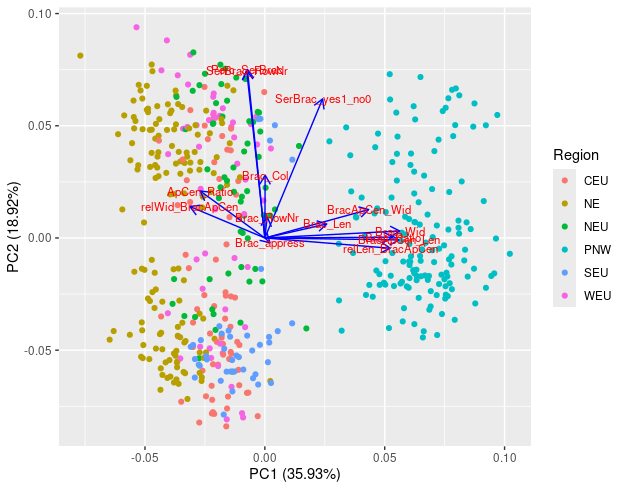 0.10
0.05
0.00
-0.05
-0.05
0.00
0.05
0.10
PC1 (35.93%)
PC2 (18.92%)
SerBrac_yes1_no0
Brac_Col
ApCen_Ratio
relWid_BracApCen
BracApCen_Wid
Brac_Len
Brac_Wid
relLen_BracApCen
Brac_appress
Region
CEU
NE
NEU
PNW
SEU
WEU